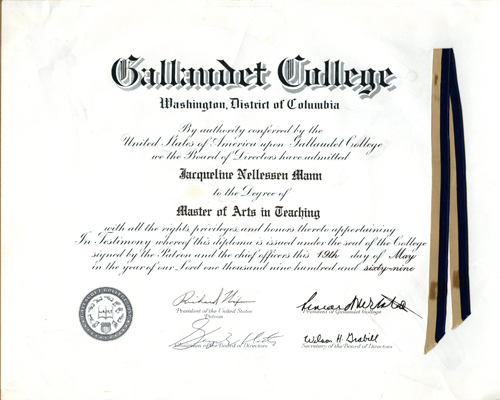 Gallaudet College
Washington, District of Columbia
By authority conferred by the
United States of America upon Gallaudet College
we the Board of Directors have admitted
Jacqueline Nellessen Mann
to the Degree of
Master of Arts in Teaching
with all the rights, privileges, and honors thereto appertaining
In Testimony whereof this diploma is issued under the seal of the College
signed by the Patron and the chief officers this 19th day of May
in the year of our Lord one thousand nine hundred and sixty-nine
Richard Nixon
President of the United States
Patron
President of Gallaudet College
Chairman of the Board of Directors
Wilson H. Grabill
Secretary of the Board of Directors